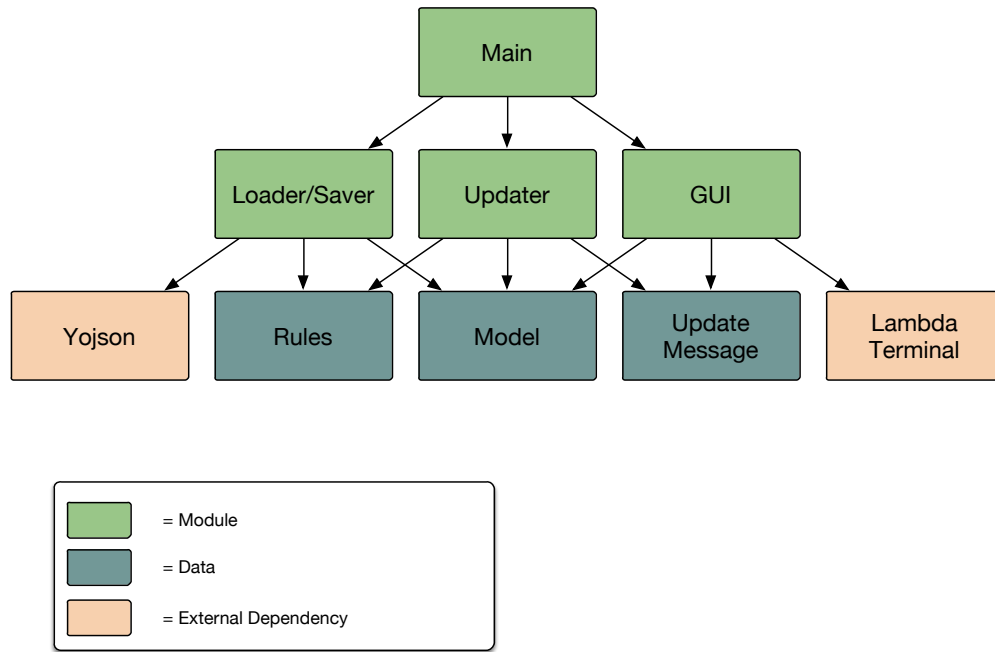 Main
Loader/Saver
Updater
GUI
Yojson
Rules
Model
Update
Message
Lambda
Terminal
= Module
= Data
= External Dependency